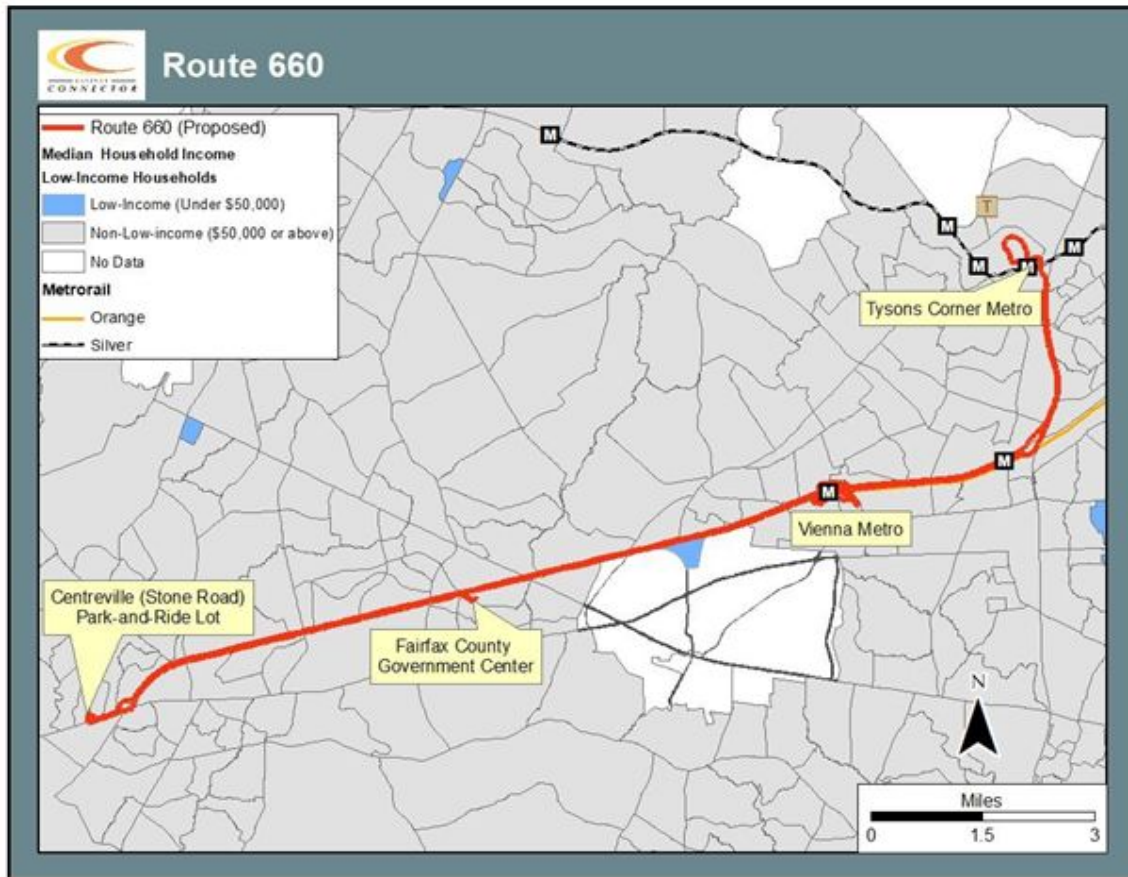 CONNECTOR
Route 660
Route 660 (Proposed)
Median Household Income
Low-Income Households
Low-Income (Under $50,000)
Non-Low-income ($50,000 or above)
No Data
Metrorail
Orange
Silver
M
T
M
M
M
M
Tysons Corner Metro
M
M
Vienna Metro
Centreville (Stone Road)
Park-and-Ride Lot
Fairfax County
Government Center
N
Miles
0 1.5 3